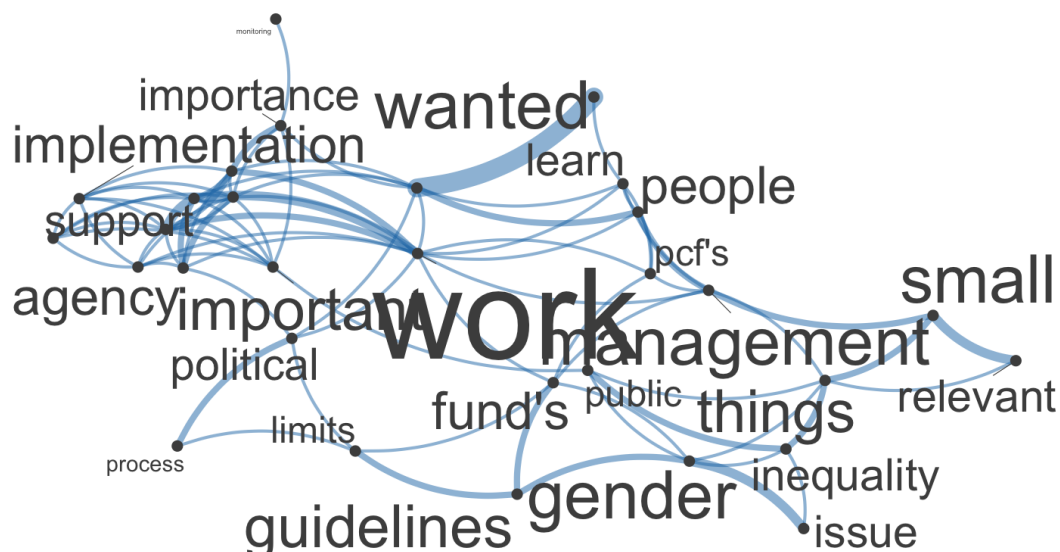 monitoring
importance
wanted
implementation
learn
people
support
pcf's
small
agency
important
work
management
political
relevant
fund's
public
things
limits
process
inequality
gender
guidelines
issue